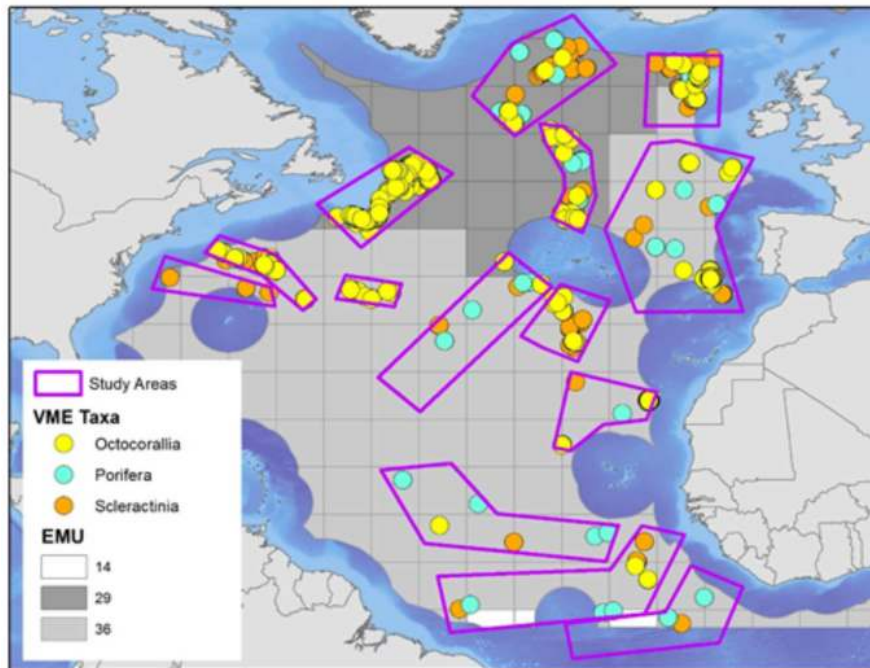 Study Areas
VME Taxa
Octocorallia
Porifera
Scleractinia
EMU
14
29
36